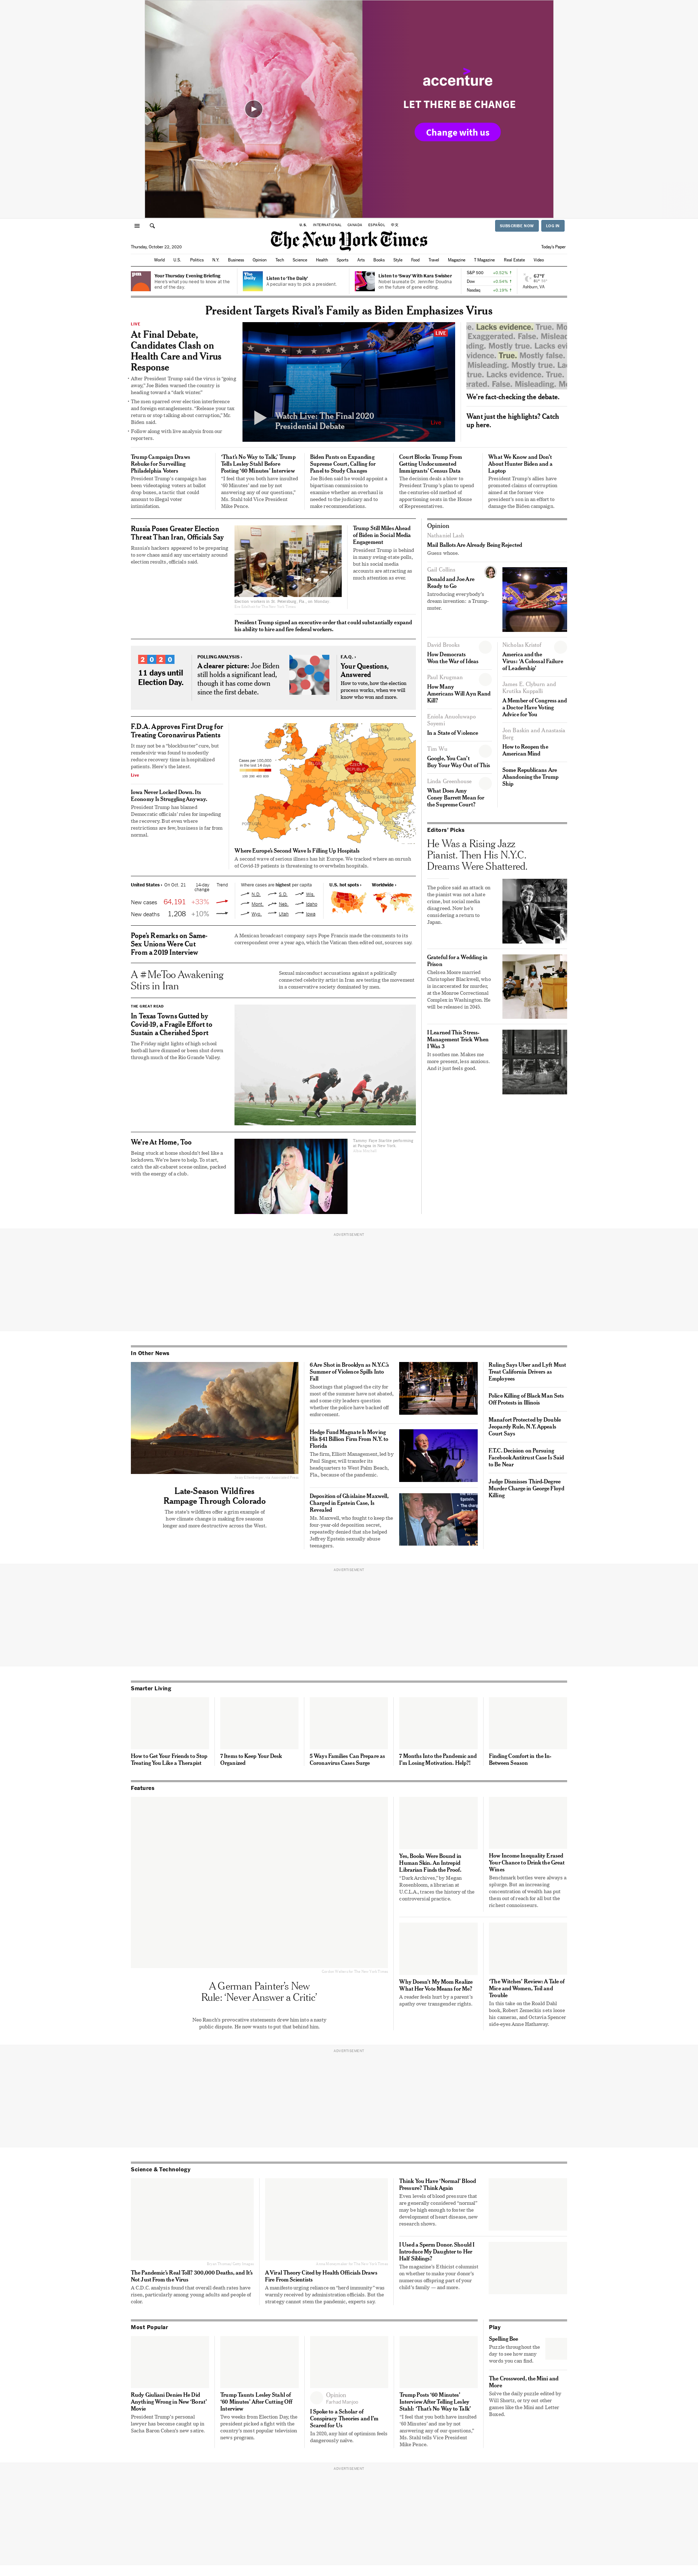 accenture
LET THERE BE CHANGE
Change with us
U.S. INTERNATIONAL CANADA ESPAÑOL 中文
SUBSCRIBE NOW
LOG IN
The New York Times
Thursday, October 22, 2020
Today's Paper
World U.S. Politics N.Y. Business Opinion Tech Science Health Sports Arts Books Style Food Travel Magazine T Magazine Real Estate Video
Your Thursday Evening Briefing
Here's what you need to know at the
end of the day.
The
Daily
Listen to 'The Daily'
A peculiar way to pick a president.
Listen to 'Sway' With Kara Swisher
Nobel laureate Dr. Jennifer Doudna
on the future of gene editing.
S&P 500 +0.52% ↑
Dow +0.54% ↑
Nasdaq +0.19% ↑
67°F
Ashburn, VA
President Targets Rival's Family as Biden Emphasizes Virus
LIVE
At Final Debate,
Candidates Clash on
Health Care and Virus
Response
• After President Trump said the virus is "going
away," Joe Biden warned the country is
heading toward a "dark winter."
• The men sparred over election interference
and foreign entanglements. "Release your tax
return or stop talking about corruption," Mr.
Biden said.
• Follow along with live analysis from our
reporters.
LIVE
Watch Live: The Final 2020
Presidential Debate
Live
se. Lacks evidence. True. Ex
Exaggerated. Mostly false. M
Misleading. Mostly true. Lack
evidence. True. Mostly false.
true. Misleading. Lacks evide
erated. False. Misleading. Mo
We're fact-checking the debate.
Want just the highlights? Catch
up here.
Trump Campaign Draws
Rebuke for Surveilling
Philadelphia Voters
President Trump's campaign has
been videotaping voters at ballot
drop boxes, a tactic that could
amount to illegal voter
intimidation.
'That's No Way to Talk,' Trump
Tells Lesley Stahl Before
Posting '60 Minutes' Interview
"I feel that you both have insulted
'60 Minutes' and me by not
answering any of our questions,"
Ms. Stahl told Vice President
Mike Pence.
Biden Punts on Expanding
Supreme Court, Calling for
Panel to Study Changes
Joe Biden said he would appoint a
bipartisan commission to
examine whether an overhaul is
needed to the judiciary and to
make recommendations.
Court Blocks Trump From
Getting Undocumented
Immigrants' Census Data
The decision deals a blow to
President Trump's plan to upend
the centuries-old method of
apportioning seats in the House
of Representatives.
What We Know and Don't
About Hunter Biden and a
Laptop
President Trump's allies have
promoted claims of corruption
aimed at the former vice
president's son in an effort to
damage the Biden campaign.
Russia Poses Greater Election
Threat Than Iran, Officials Say
Russia's hackers appeared to be preparing
to sow chaos amid any uncertainty around
election results, officials said.
Election workers in St. Petersburg, Fla., on Monday.
Eve Edelheit for The New York Times
Trump Still Miles Ahead
of Biden in Social Media
Engagement
President Trump is behind
in many swing-state polls,
but his social media
accounts are attracting as
much attention as ever.
President Trump signed an executive order that could substantially expand
his ability to hire and fire federal workers.
2020
11 days until
Election Day.
POLLING ANALYSIS ›
A clearer picture: Joe Biden
still holds a significant lead,
though it has come down
since the first debate.
F.A.Q. ›
Your Questions,
Answered
How to vote, how the election
process works, when we will
know who won and more.
F.D.A. Approves First Drug for
Treating Coronavirus Patients
It may not be a "blockbuster" cure, but
remdesivir was found to modestly
reduce recovery time in hospitalized
patients. Here's the latest.
Live
Iowa Never Locked Down. Its
Economy Is Struggling Anyway.
President Trump has blamed
Democratic officials' rules for impeding
the recovery. But even where
restrictions are few, business is far from
normal.
Cases per 100,000
in the last 14 days
Where Europe's Second Wave Is Filling Up Hospitals
A second wave of serious illnesses has hit Europe. We tracked where an surrah
of Covid-19 patients is threatening to overwhelm hospitals.
United States › On Oct. 21 14-day
change Trend
New cases 64,191 +33%
New deaths 1,208 +10%
Where cases are highest per capita
N.D. S.D. Wis.
Mont. Neb. Idaho
Wyo. Utah Iowa
U.S. hot spots ›
Worldwide ›
Pope's Remarks on Same-
Sex Unions Were Cut
From a 2019 Interview
A Mexican broadcast company says Pope Francis made the comments to its
correspondent over a year ago, which the Vatican then edited out, sources say.
A #MeToo Awakening
Stirs in Iran
Sexual misconduct accusations against a politically
connected celebrity artist in Iran are testing the movement
in a conservative society dominated by men.
THE GREAT READ
In Texas Towns Gutted by
Covid-19, a Fragile Effort to
Sustain a Cherished Sport
The Friday night lights of high school
football have dimmed or been shut down
through much of the Rio Grande Valley.
We're At Home, Too
Being stuck at home shouldn't feel like a
lockdown. We're here to help. To start,
catch the alt-cabaret scene online, packed
with the energy of a club.
Tammy Faye Starlite performing
at Pangea in New York.
Opinion
Nathaniel Lash
Mail Ballots Are Already Being Rejected
Guess whose.
Gail Collins
Donald and Joe Are
Ready to Go
Introducing everybody's
dream invention: a Trump-
muter.
David Brooks
How Democrats
Won the War of Ideas
Paul Krugman
How Many
Americans Will Ayn Rand
Kill?
Eniola Anuoluwapo
Soyemi
In a State of Violence
Tim Wu
Google, You Can't
Buy Your Way Out of This
Linda Greenhouse
What Does Amy
Coney Barrett Mean for
the Supreme Court?
Nicholas Kristof
America and the
Virus: 'A Colossal Failure
of Leadership'
James E. Clyburn and
Krutika Kuppalli
A Member of Congress and
a Doctor Have Voting
Advice for You
Jon Baskin and Anastasia
Berg
How to Reopen the
American Mind
Some Republicans Are
Abandoning the Trump
Ship
Editors' Picks
He Was a Rising Jazz
Pianist. Then His N.Y.C.
Dreams Were Shattered.
The police said an attack on
the pianist was not a hate
crime, but social media
disagreed. Now he's
considering a return to
Japan.
Grateful for a Wedding in
Prison
Chelsea Moore married
Christopher Blackwell, who
is incarcerated for murder,
at the Monroe Correctional
Complex in Washington. He
will be released in 2045.
I Learned This Stress-
Management Trick When
I Was 3
It soothes me. Makes me
more present, less anxious.
And it just feels good.
ADVERTISEMENT
In Other News
Late-Season Wildfires
Rampage Through Colorado
The state's wildfires offer a grim example of
how climate change is making fire seasons
longer and more destructive across the West.
6 Are Shot in Brooklyn as N.Y.C.'s
Summer of Violence Spills Into
Fall
Shootings that plagued the city for
most of the summer have not abated,
and some city leaders question
whether the police have backed off
enforcement.
Hedge Fund Magnate Is Moving
His $41 Billion Firm From N.Y. to
Florida
The firm, Elliott Management, led by
Paul Singer, will transfer its
headquarters to West Palm Beach,
Fla., because of the pandemic.
Deposition of Ghislaine Maxwell,
Charged in Epstein Case, Is
Revealed
Ms. Maxwell, who fought to keep the
four-year-old deposition secret,
repeatedly denied that she helped
Jeffrey Epstein sexually abuse
teenagers.
Ruling Says Uber and Lyft Must
Treat California Drivers as
Employees
Police Killing of Black Man Sets
Off Protests in Illinois
Manafort Protected by Double
Jeopardy Rule, N.Y. Appeals
Court Says
F.T.C. Decision on Pursuing
Facebook Antitrust Case Is Said
to Be Near
Judge Dismisses Third-Degree
Murder Charge in George Floyd
Killing
ADVERTISEMENT
Smarter Living
How to Get Your Friends to Stop
Treating You Like a Therapist
7 Items to Keep Your Desk
Organized
5 Ways Families Can Prepare as
Coronavirus Cases Surge
7 Months Into the Pandemic and
I'm Losing Motivation. Help?!
Finding Comfort in the In-
Between Season
Features
A German Painter's New
Rule: 'Never Answer a Critic'
Neo Rauch's provocative statements drew him into a nasty
public dispute. He now wants to put that behind him.
Yes, Books Were Bound in
Human Skin. An Intrepid
Librarian Finds the Proof.
"Dark Archives," by Megan
Rosenbloom, a librarian at
U.C.L.A., traces the history of the
controversial practice.
How Income Inequality Erased
Your Chance to Drink the Great
Wines
Benchmark bottles were always a
splurge. But an increasing
concentration of wealth has put
them out of reach for all but the
richest connoisseurs.
Why Doesn't My Mom Realize
What Her Vote Means for Me?
A reader feels hurt by a parent's
apathy over transgender rights.
'The Witches' Review: A Tale of
Mice and Women, Toil and
Trouble
In this take on the Roald Dahl
book, Robert Zemeckis sets loose
his cameras, and Octavia Spencer
side-eyes Anne Hathaway.
ADVERTISEMENT
Science & Technology
The Pandemic's Real Toll? 300,000 Deaths, and It's
Not Just From the Virus
A C.D.C. analysis found that overall death rates have
risen, particularly among young adults and people of
color.
A Viral Theory Cited by Health Officials Draws
Fire From Scientists
A manifesto urging reliance on "herd immunity" was
warmly received by administration officials. But the
strategy cannot stem the pandemic, experts say.
Think You Have 'Normal' Blood
Pressure? Think Again
Even levels of blood pressure that
are generally considered "normal"
may be high enough to foster the
development of heart disease, new
research shows.
I Used a Sperm Donor. Should I
Introduce My Daughter to Her
Half Siblings?
The magazine's Ethicist columnist
on whether to make your donor's
numerous offspring part of your
child's family — and more.
Most Popular
Rudy Giuliani Denies He Did
Anything Wrong in New 'Borat'
Movie
President Trump's personal
lawyer has become caught up in
Sacha Baron Cohen's new satire.
Trump Taunts Lesley Stahl of
'60 Minutes' After Cutting Off
Interview
Two weeks from Election Day, the
president picked a fight with the
country's most popular television
news program.
Opinion
Farhad Manjoo
I Spoke to a Scholar of
Conspiracy Theories and I'm
Scared for Us
In 2020, any hint of optimism feels
dangerously naïve.
Trump Posts '60 Minutes'
Interview After Telling Lesley
Stahl: 'That's No Way to Talk'
"I feel that you both have insulted
'60 Minutes' and me by not
answering any of our questions,"
Ms. Stahl tells Vice President
Mike Pence.
Play
Spelling Bee
Puzzle throughout the
day to see how many
words you can find.
The Crossword, the Mini and
More
Solve the daily puzzle edited by
Will Shortz, or try out other
games like the Mini and Letter
Boxed.
ADVERTISEMENT